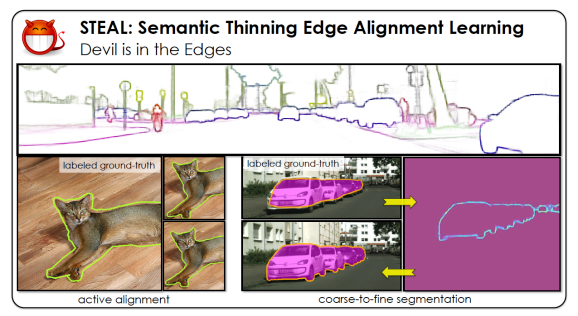 STEAL: Semantic Thinning Edge Alignment Learning
Devil is in the Edges
labeled ground-truth
labeled ground-truth
active alignment
coarse-to-fine segmentation